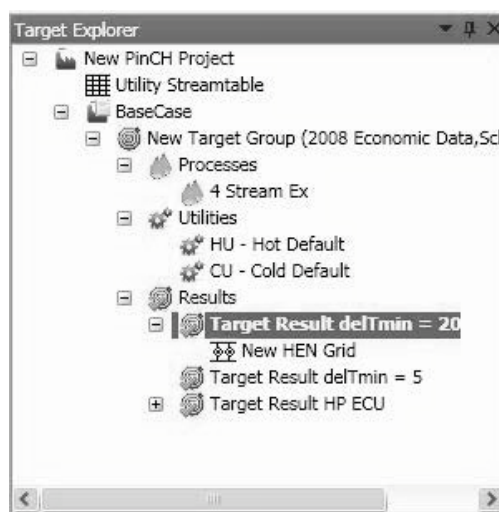 Target Explorer
New PinCH Project
Utility Streamtable
BaseCase
New Target Group (2008 Economic Data,Scl
Processes
4 Stream Ex
Utilities
HU - Hot Default
CU - Cold Default
Results
Target Result delTmin = 20
New HEN Grid
Target Result delTmin = 5
Target Result HP ECU